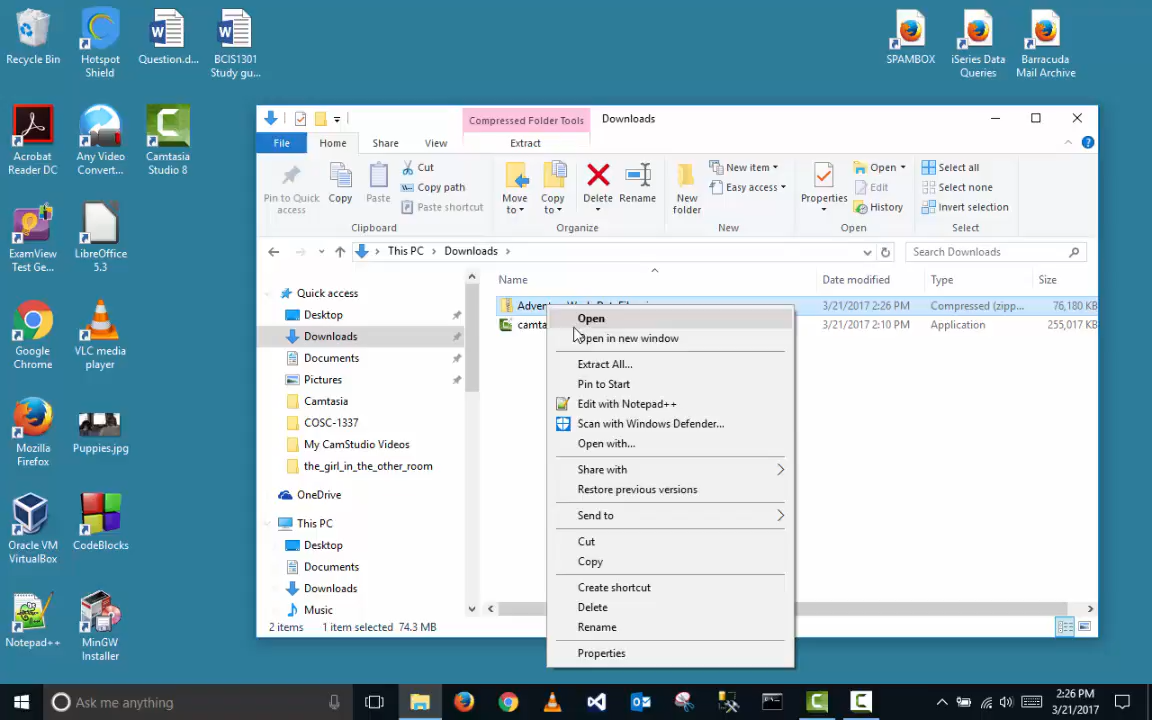 Recycle Bin
Hotspot
Shield
Question.d...
BCIS1301
Study gu...
SPAMBOX
iSeries Data
Queries
Barracuda
Mail Archive
Acrobat
Reader DC
Any Video
Convert...
Camtasia
Studio 8
ExamView
Test Ge...
LibreOffice
5.3
Google
Chrome
VLC media
player
Mozilla
Firefox
Puppies.jpg
Oracle VM
VirtualBox
CodeBlocks
Notepad++
MinGW
Installer
Compressed Folder Tools
Downloads
File
Home
Share
View
Extract
Pin to Quick
access
Copy
Paste
Cut
Copy path
Paste shortcut
Clipboard
Move
to
Copy
to
Delete
Rename
Organize
New
folder
New item
Easy access
New
Properties
Open
Edit
History
Open
Select all
Select none
Invert selection
Select
This PC
Downloads
Search Downloads
Name
Date modified
Type
Size
3/21/2017 2:26 PM
Compressed (zipp...
76,180 KB
camta
3/21/2017 2:10 PM
Application
255,017 KB
Quick access
Desktop
Downloads
Documents
Pictures
Camtasia
COSC-1337
My CamStudio Videos
the_girl_in_the_other_room
OneDrive
This PC
Desktop
Documents
Downloads
Music
Open
Open in new window
Extract All...
Pin to Start
Edit with Notepad++
Scan with Windows Defender...
Open with...
Share with
Restore previous versions
Send to
Cut
Copy
Create shortcut
Delete
Rename
Properties
2 items
1 item selected 74.3 MB
Ask me anything
2:26 PM
3/21/2017